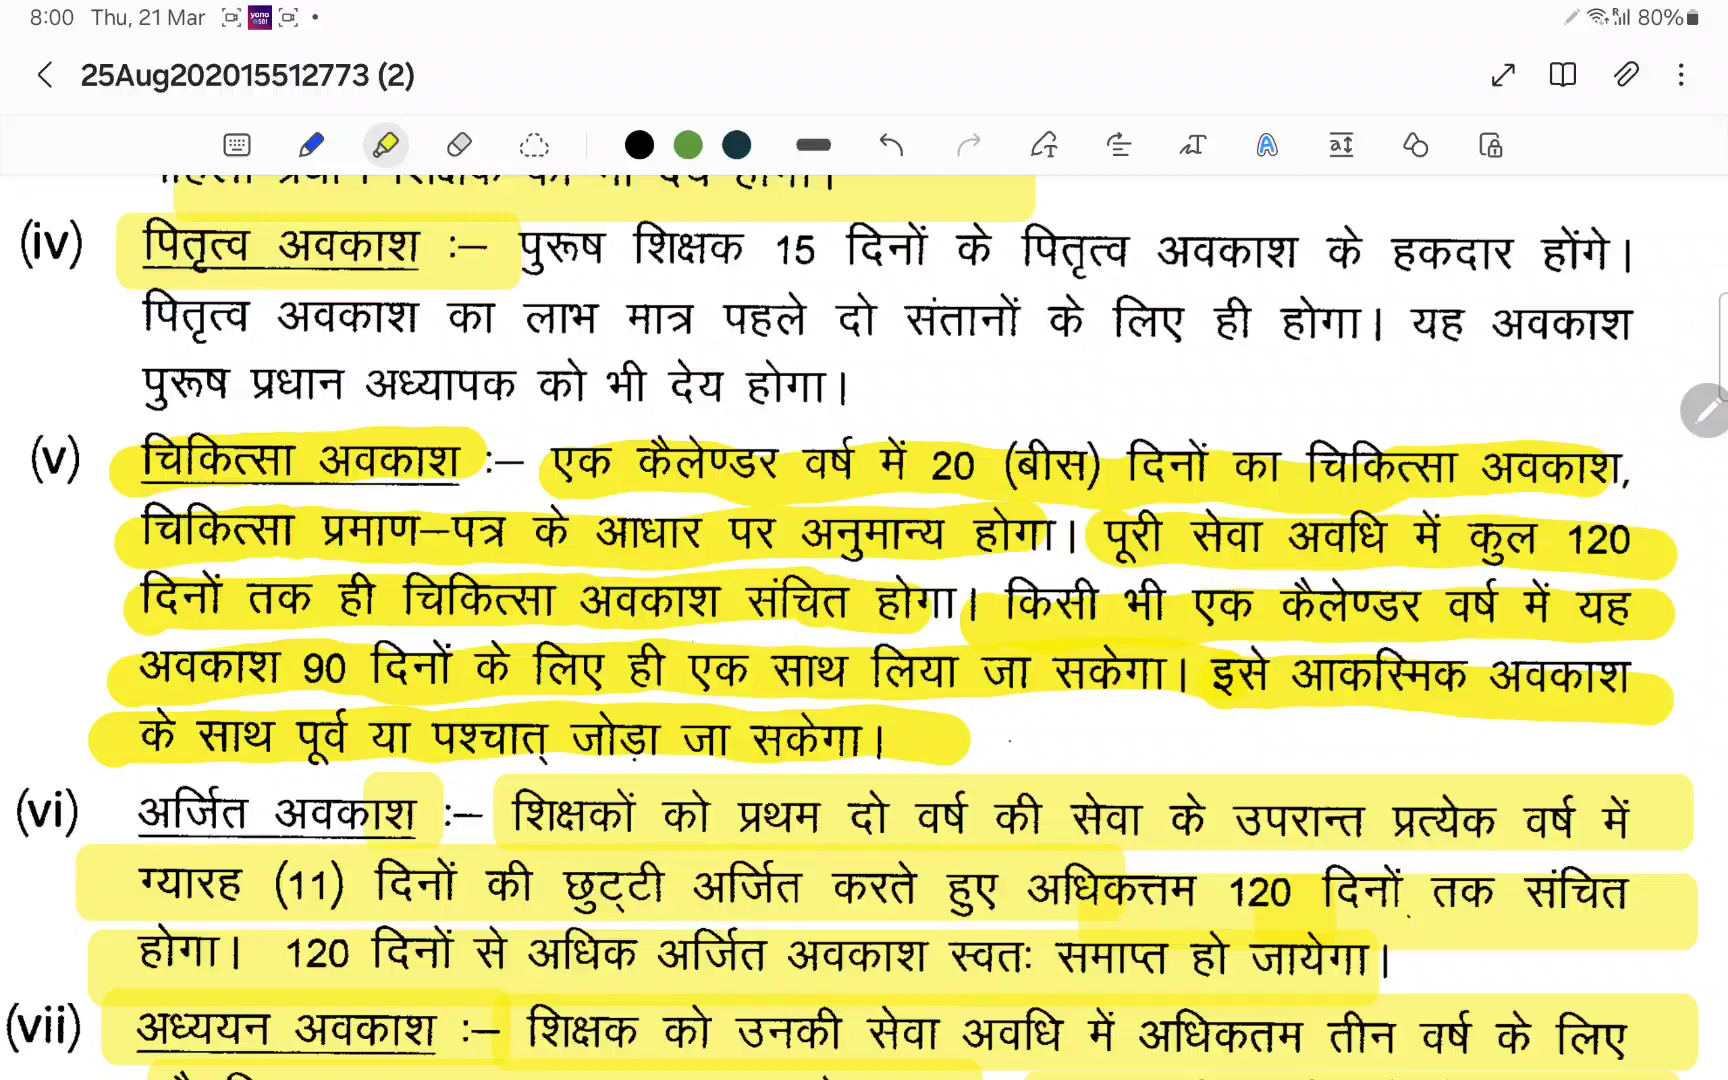 8:00 Thu, 21 Mar yono SBI 80%
25Aug202015512773 (2)
(iv) पितृत्व अवकाश :– पुरूष शिक्षक 15 दिनों के पितृत्व अवकाश के हकदार होंगे।
पितृत्व अवकाश का लाभ मात्र पहले दो संतानों के लिए ही होगा। यह अवकाश
पुरूष प्रधान अध्यापक को भी देय होगा।
(v) चिकित्सा अवकाश :– एक कैलेण्डर वर्ष में 20 (बीस) दिनों का चिकित्सा अवकाश,
चिकित्सा प्रमाण–पत्र के आधार पर अनुमान्य होगा। पूरी सेवा अवधि में कुल 120
दिनों तक ही चिकित्सा अवकाश संचित होगा। किसी भी एक कैलेण्डर वर्ष में यह
अवकाश 90 दिनों के लिए ही एक साथ लिया जा सकेगा। इसे आकस्मिक अवकाश
के साथ पूर्व या पश्चात् जोड़ा जा सकेगा।
(vi) अर्जित अवकाश :– शिक्षकों को प्रथम दो वर्ष की सेवा के उपरान्त प्रत्येक वर्ष में
ग्यारह (11) दिनों की छुट्टी अर्जित करते हुए अधिकत्तम 120 दिनों तक संचित
होगा। 120 दिनों से अधिक अर्जित अवकाश स्वतः समाप्त हो जायेगा।
(vii) अध्ययन अवकाश :– शिक्षक को उनकी सेवा अवधि में अधिकतम तीन वर्ष के लिए